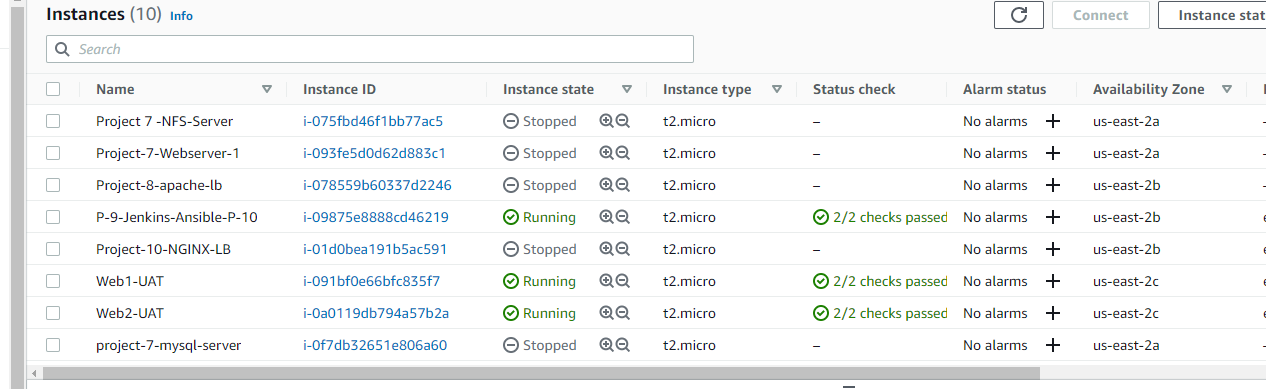 Instances (10) Info Connect Instance stat
Search
Name Instance ID Instance state Instance type Status check Alarm status Availability Zone
Project 7 -NFS-Server i-075fbd46f1bb77ac5 Stopped t2.micro – No alarms + us-east-2a
Project-7-Webserver-1 i-093fe5d0d62d883c1 Stopped t2.micro – No alarms + us-east-2a
Project-8-apache-lb i-078559b60337d2246 Stopped t2.micro – No alarms + us-east-2b
P-9-Jenkins-Ansible-P-10 i-09875e8888cd46219 Running t2.micro 2/2 checks passed No alarms + us-east-2b
Project-10-NGINX-LB i-01d0bea191b5ac591 Stopped t2.micro – No alarms + us-east-2b
Web1-UAT i-091bf0e66bfc835f7 Running t2.micro 2/2 checks passed No alarms + us-east-2c
Web2-UAT i-0a0119db794a57b2a Running t2.micro 2/2 checks passed No alarms + us-east-2c
project-7-mysql-server i-0f7db32651e806a60 Stopped t2.micro – No alarms + us-east-2a